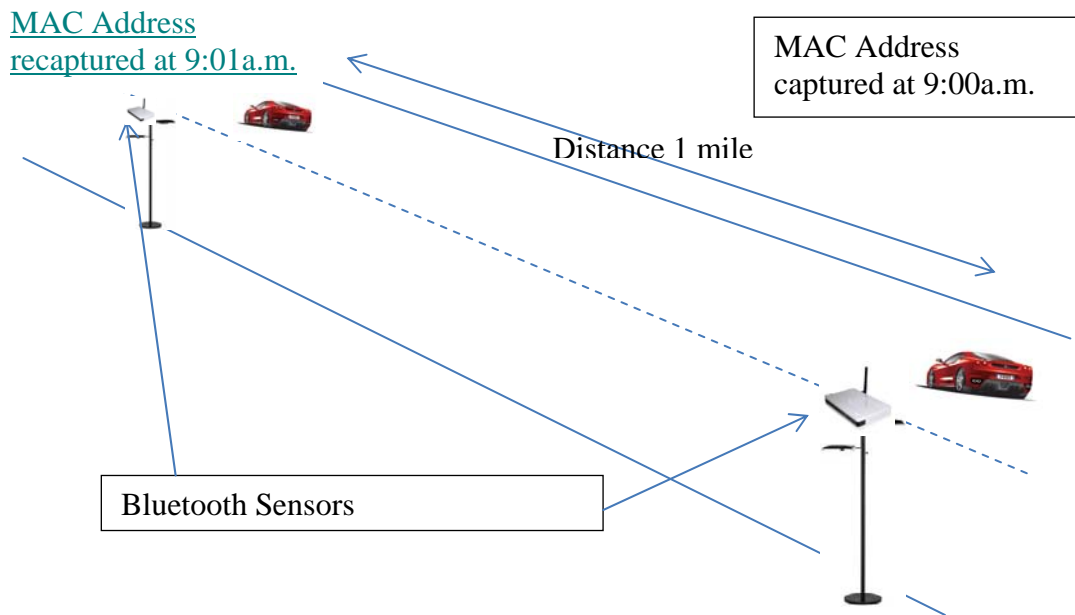 MAC Address
recaptured at 9:01a.m.
MAC Address
captured at 9:00a.m.
Distance 1 mile
Bluetooth Sensors